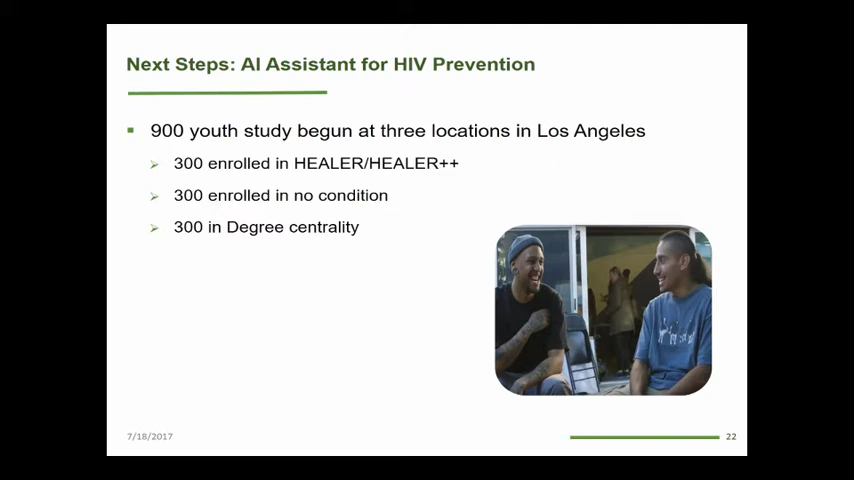 Next Steps: AI Assistant for HIV Prevention
900 youth study begun at three locations in Los Angeles
300 enrolled in HEALER/HEALER++
300 enrolled in no condition
300 in Degree centrality
7/18/2017
22